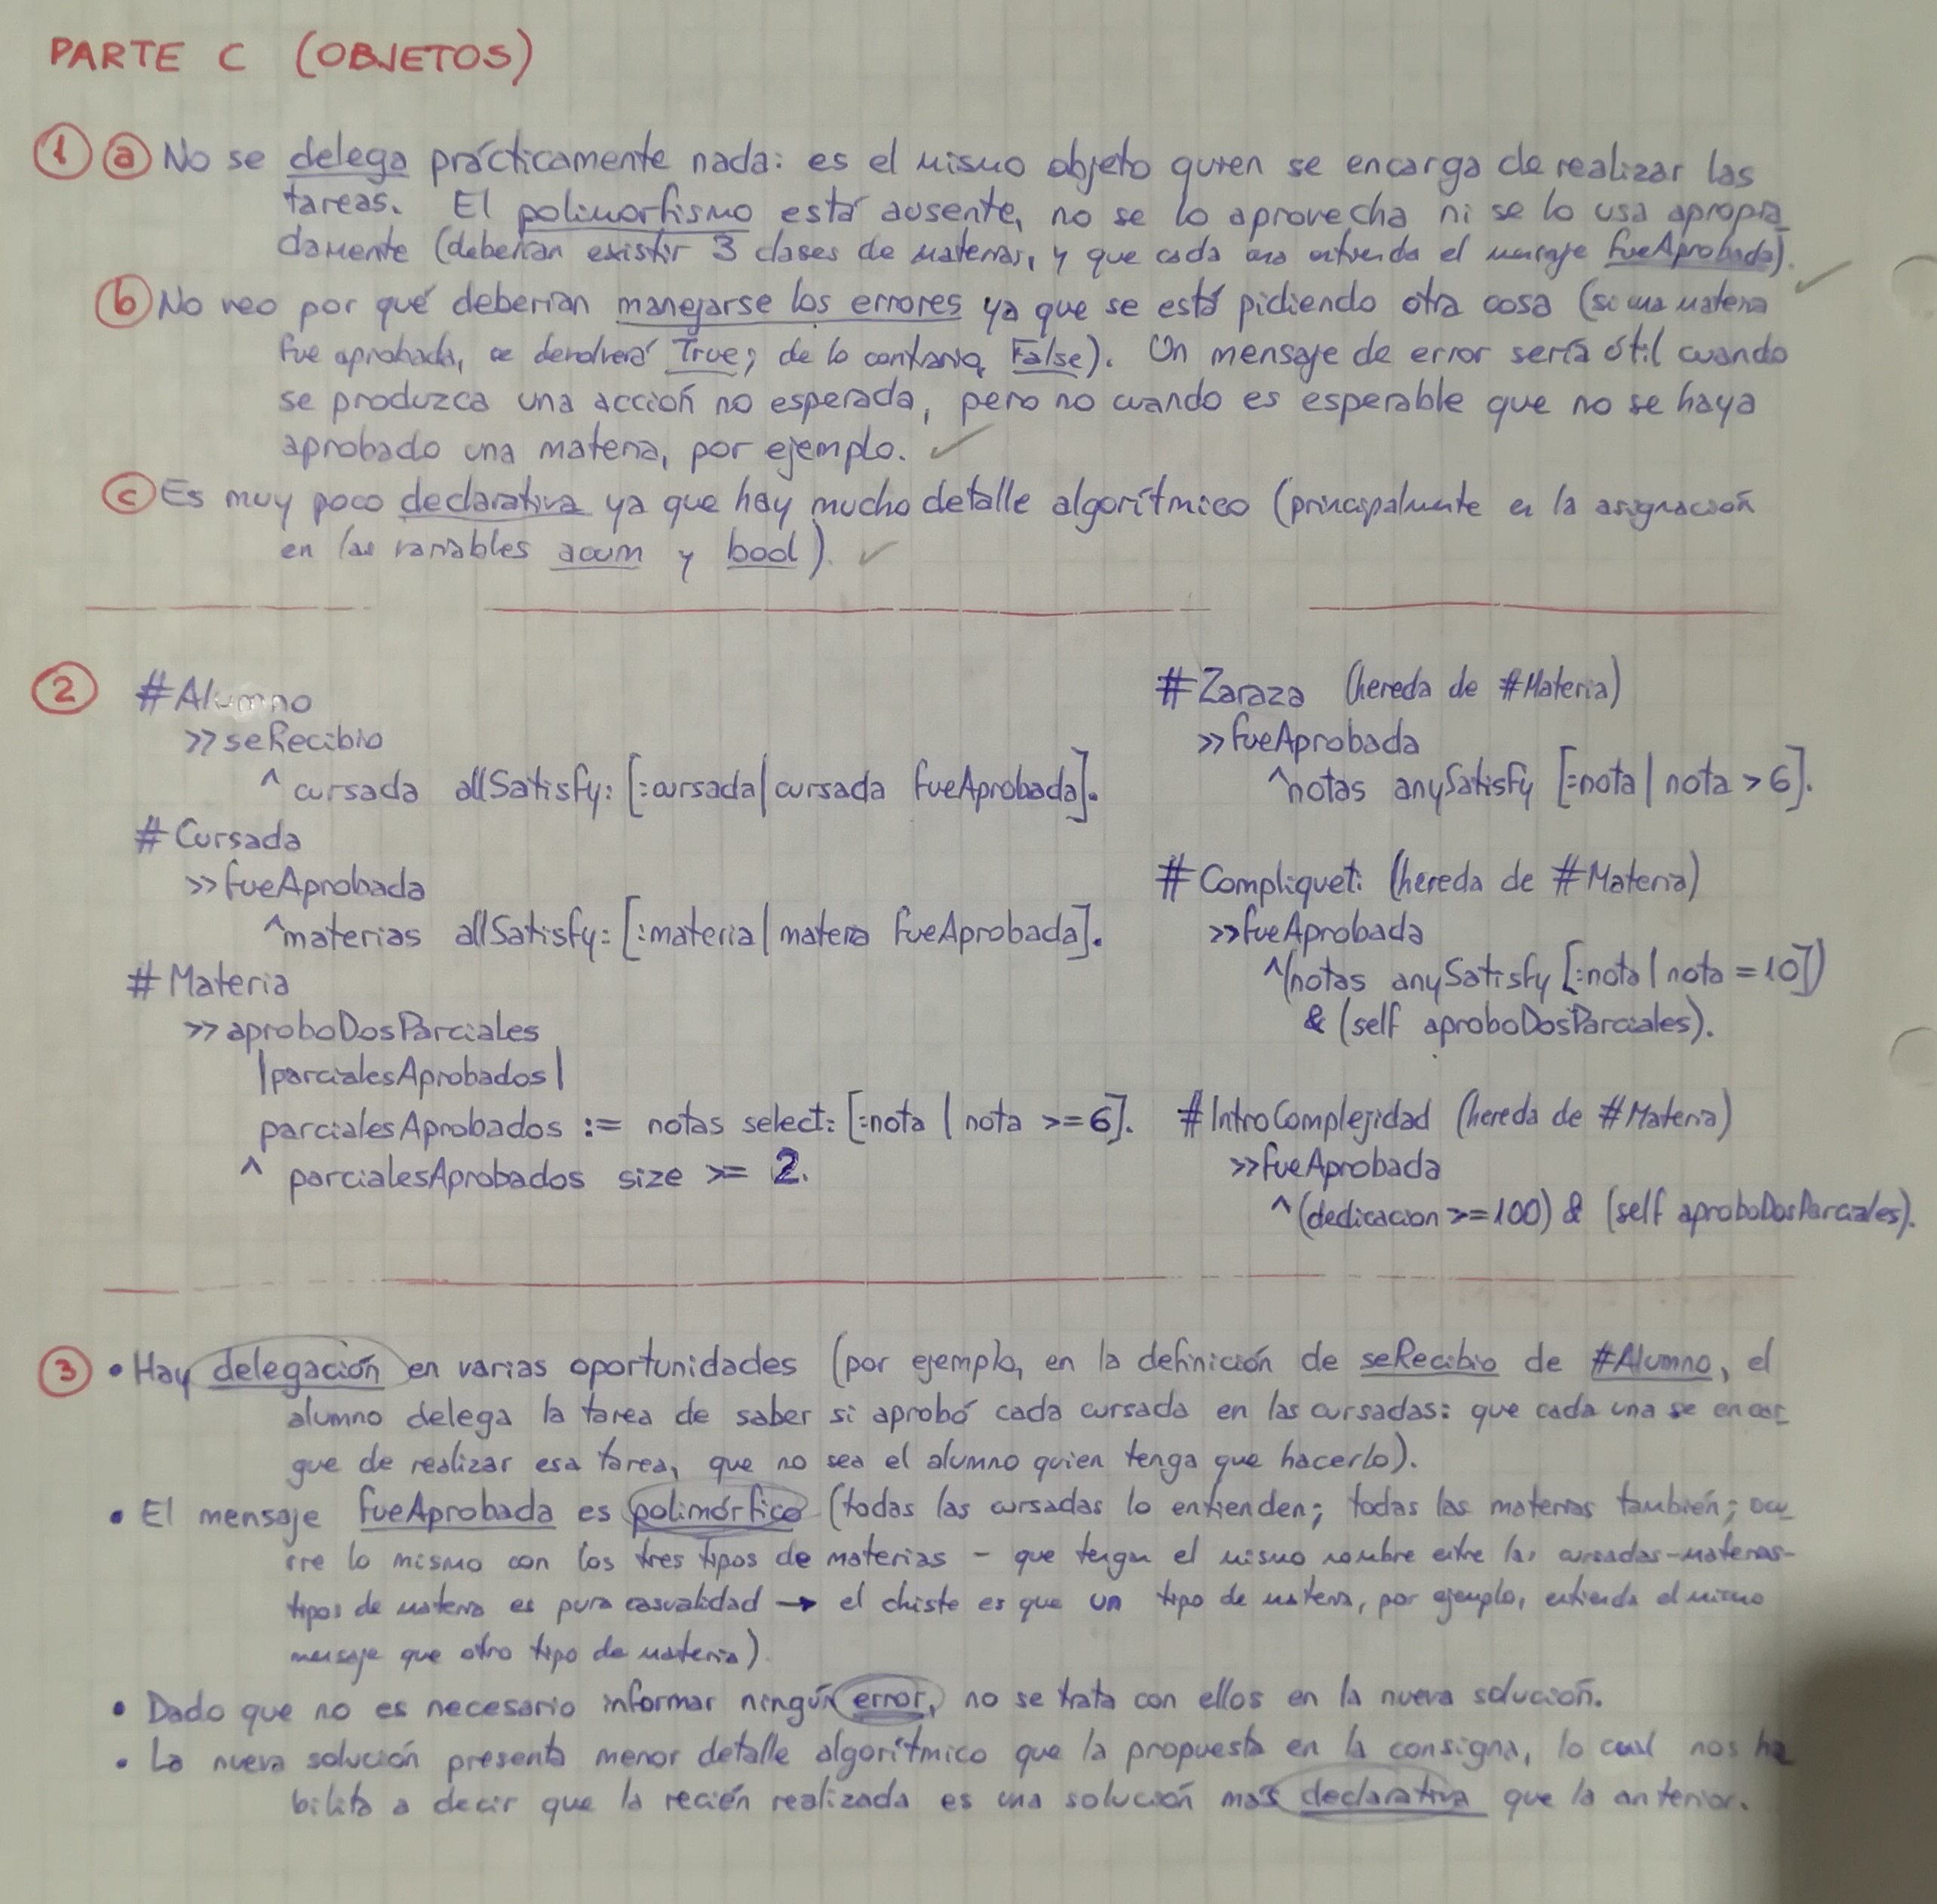 PARTE C (OBJETOS)
1 a No se delega prácticamente nada: es el mismo objeto quien se encarga de realizar las
tareas. El polimorfismo está ausente, no se lo aprovecha ni se lo usa apropia
damente (deberían existir 3 clases de materias, y que cada una entienda el mensaje fueAprobada).
b No veo por qué deberían manejarse los errores ya que se está pidiendo otra cosa (si una materia
fue aprobada, se devolverá True; de lo contrario, False). Un mensaje de error sería útil cuando
se produzca una acción no esperada, pero no cuando es esperable que no se haya
aprobado una materia, por ejemplo.
c Es muy poco declarativa ya que hay mucho detalle algorítmico (principalmente en la asignación
en las variables acum y bool).
2 #Alumno
>> seRecibio
^ cursada allSatisfy: [:cursada| cursada fueAprobada].
#Cursada
>> fueAprobada
^materias allSatisfy: [:materia| materia fueAprobada].
#Materia
>> aproboDosParciales
|parcialesAprobados|
parcialesAprobados := notas select: [:nota | nota >=6].
^ parcialesAprobados size >= 2.
#Zaraza (hereda de #Materia)
>> fueAprobada
^notas anySatisfy [:nota | nota > 6].
#Compliquet: (hereda de #Materia)
>>fueAprobada
^(notas anySatisfy [:nota | nota = 10])
& (self aproboDosParciales).
#IntroComplejidad (hereda de #Materia)
>>fueAprobada
^(dedicacion >=100) & (self aproboDosParciales).
3 • Hay delegación en varias oportunidades (por ejemplo, en la definición de seRecibio de #Alumno, el
alumno delega la tarea de saber si aprobó cada cursada en las cursadas: que cada una se encar
gue de realizar esa tarea, que no sea el alumno quien tenga que hacerlo).
• El mensaje fueAprobada es polimórfico (todas las cursadas lo entienden; todas las materias también; ocu
rre lo mismo con los tres tipos de materias - que tengan el mismo nombre entre las cursadas-materias-
tipos de materia es pura casualidad → el chiste es que un tipo de materia, por ejemplo, entienda el mismo
mensaje que otro tipo de materia).
• Dado que no es necesario informar ningún error, no se trata con ellos en la nueva solución.
• La nueva solución presenta menor detalle algorítmico que la propuesta en la consigna, lo cual nos ha
bilita a decir que la recién realizada es una solución más declarativa que la anterior.